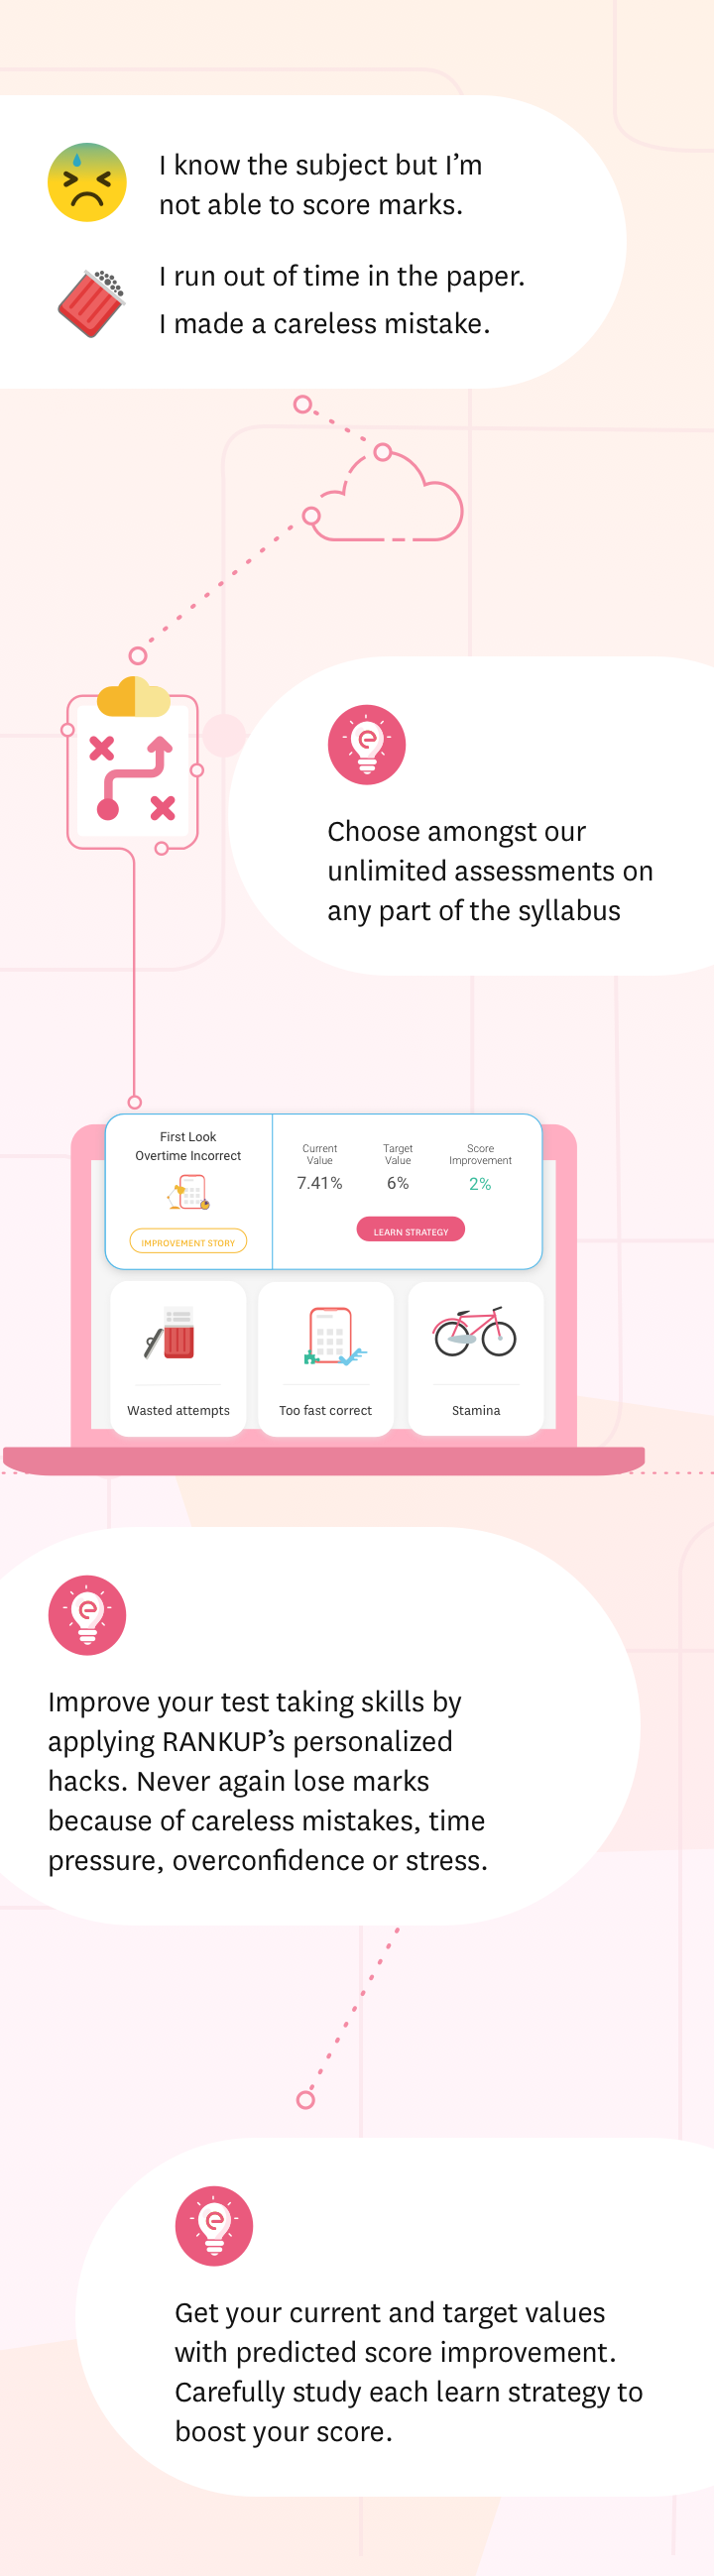 I know the subject but I’m
not able to score marks.
I run out of time in the paper.
I made a careless mistake.
Choose amongst our
unlimited assessments on
any part of the syllabus
First Look
Overtime Incorrect
IMPROVEMENT STORY
Current
Value
7.41%
Target
Value
6%
Score
Improvement
2%
LEARN STRATEGY
Wasted attempts
Too fast correct
Stamina
Improve your test taking skills by
applying RANKUP’s personalized
hacks. Never again lose marks
because of careless mistakes, time
pressure, overconfidence or stress.
Get your current and target values
with predicted score improvement.
Carefully study each learn strategy to
boost your score.